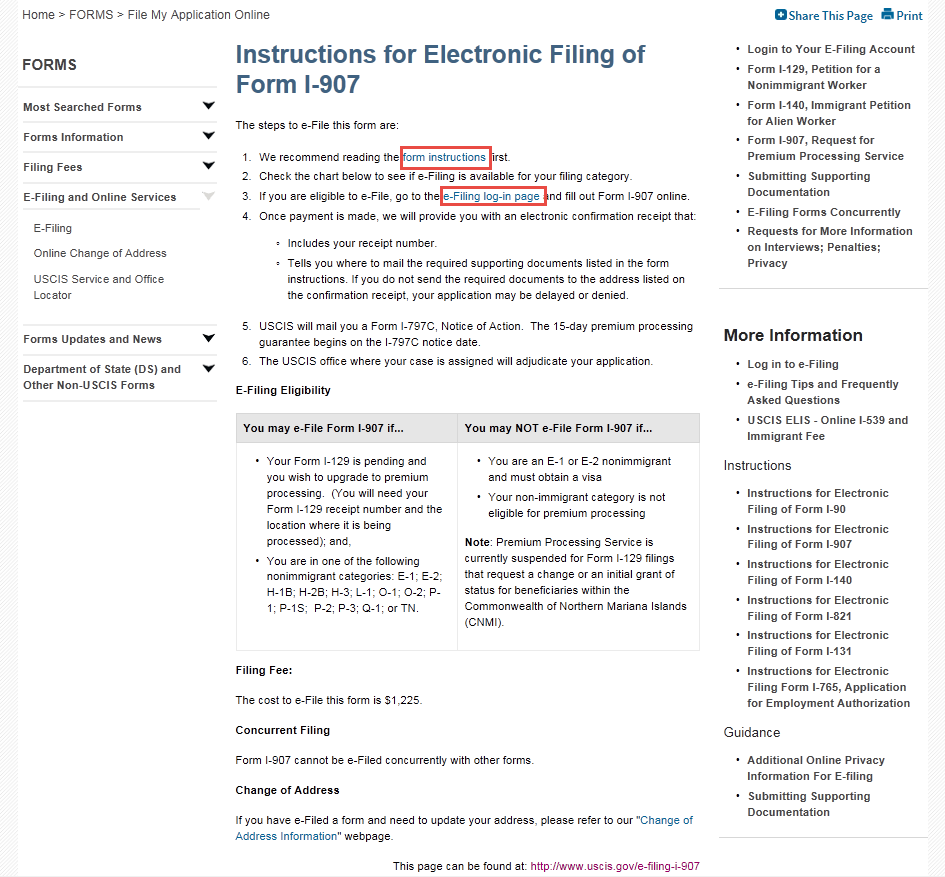 Home > FORMS > File My Application Online
Share This Page Print
FORMS
Most Searched Forms
Forms Information
Filing Fees
E-Filing and Online Services
E-Filing
Online Change of Address
USCIS Service and Office
Locator
Forms Updates and News
Department of State (DS) and
Other Non-USCIS Forms
Instructions for Electronic Filing of
Form I-907
The steps to e-File this form are:
1. We recommend reading the form instructions first.
2. Check the chart below to see if e-Filing is available for your filing category.
3. If you are eligible to e-File, go to the e-Filing log-in page and fill out Form I-907 online.
4. Once payment is made, we will provide you with an electronic confirmation receipt that:
Includes your receipt number.
Tells you where to mail the required supporting documents listed in the form
instructions. If you do not send the required documents to the address listed on
the confirmation receipt, your application may be delayed or denied.
5. USCIS will mail you a Form I-797C, Notice of Action. The 15-day premium processing
guarantee begins on the I-797C notice date.
6. The USCIS office where your case is assigned will adjudicate your application.
E-Filing Eligibility
You may e-File Form I-907 if...
Your Form I-129 is pending and
you wish to upgrade to premium
processing. (You will need your
Form I-129 receipt number and the
location where it is being
processed); and,
You are in one of the following
nonimmigrant categories: E-1; E-2;
H-1B; H-2B; H-3; L-1; O-1; O-2; P-
1; P-1S; P-2; P-3; Q-1; or TN.
You may NOT e-File Form I-907 if...
You are an E-1 or E-2 nonimmigrant
and must obtain a visa
Your non-immigrant category is not
eligible for premium processing
Note: Premium Processing Service is
currently suspended for Form I-129 filings
that request a change or an initial grant of
status for beneficiaries within the
Commonwealth of Northern Mariana Islands
(CNMI).
Filing Fee:
The cost to e-File this form is $1,225.
Concurrent Filing
Form I-907 cannot be e-Filed concurrently with other forms.
Change of Address
If you have e-Filed a form and need to update your address, please refer to our "Change of
Address Information" webpage.
This page can be found at: http://www.uscis.gov/e-filing-i-907
Login to Your E-Filing Account
Form I-129, Petition for a
Nonimmigrant Worker
Form I-140, Immigrant Petition
for Alien Worker
Form I-907, Request for
Premium Processing Service
Submitting Supporting
Documentation
E-Filing Forms Concurrently
Requests for More Information
on Interviews; Penalties;
Privacy
More Information
Log in to e-Filing
e-Filing Tips and Frequently
Asked Questions
USCIS ELIS - Online I-539 and
Immigrant Fee
Instructions
Instructions for Electronic
Filing of Form I-90
Instructions for Electronic
Filing of Form I-907
Instructions for Electronic
Filing of Form I-140
Instructions for Electronic
Filing of Form I-821
Instructions for Electronic
Filing of Form I-131
Instructions for Electronic
Filing Form I-765, Application
for Employment Authorization
Guidance
Additional Online Privacy
Information For E-filing
Submitting Supporting
Documentation